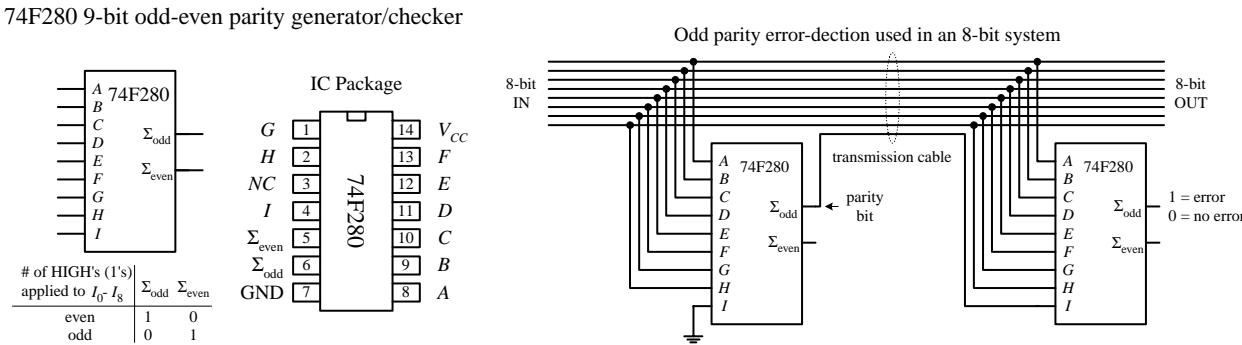 74F280 9-bit odd-even parity generator/checker
A
B
C
D
E
F
G
H
I
74F280
Σodd
Σeven
# of HIGH's (1's)
applied to I0- I8
Σodd Σeven
even 1 0
odd 0 1
IC Package
G 1 14 VCC
H 2 13 F
NC 3 12 E
I 4 11 D
Σeven 5 10 C
Σodd 6 9 B
GND 7 8 A
74F280
Odd parity error-dection used in an 8-bit system
8-bit
IN
8-bit
OUT
transmission cable
A
B
C
D
E
F
G
H
I
74F280
Σodd
Σeven
parity
bit
A
B
C
D
E
F
G
H
I
74F280
Σodd
Σeven
1 = error
0 = no error